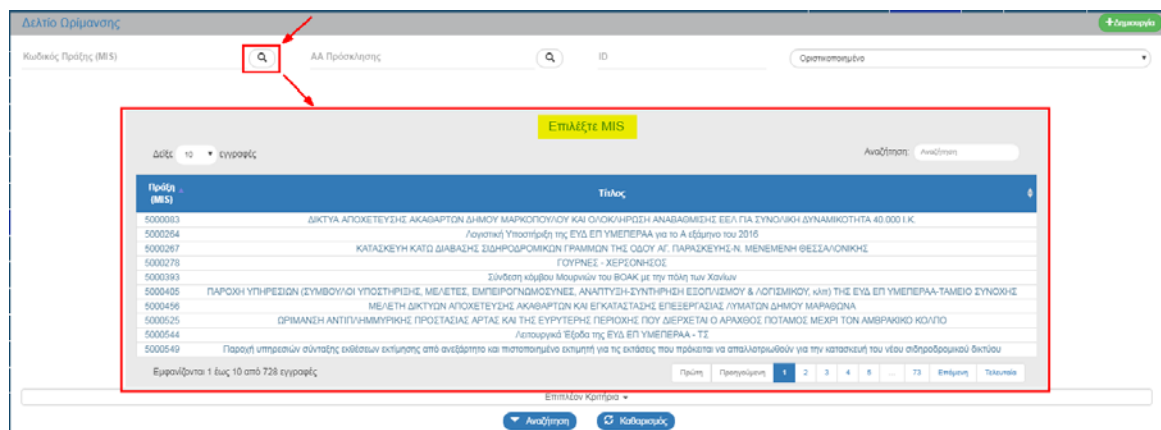 Δελτίο Ωρίμανσης
Δημιουργία
Κωδικός Πράξης (MIS)
ΑΑ Πρόσκλησης
ID
Οριστικοποιημένο
Επιλέξτε MIS
Δείξε 10 εγγραφές
Αναζήτηση: Αναζήτηση
Πράξη (MIS) Τίτλος
5000083 ΔΙΚΤΥΑ ΑΠΟΧΕΤΕΥΣΗΣ ΑΚΑΘΑΡΤΩΝ ΔΗΜΟΥ ΜΑΡΚΟΠΟΥΛΟΥ ΚΑΙ ΟΛΟΚΛΗΡΩΣΗ ΑΝΑΒΑΘΜΙΣΗΣ ΕΕΛ ΓΙΑ ΣΥΝΟΛΙΚΗ ΔΥΝΑΜΙΚΟΤΗΤΑ 40.000 Ι.Κ.
5000264 Λογιστική Υποστήριξη της ΕΥΔ ΕΠ ΥΜΕΠΕΡΑΑ για το Α εξάμηνο του 2016
5000267 ΚΑΤΑΣΚΕΥΗ ΚΑΤΩ ΔΙΑΒΑΣΗΣ ΣΙΔΗΡΟΔΡΟΜΙΚΩΝ ΓΡΑΜΜΩΝ ΤΗΣ ΟΔΟΥ ΑΓ. ΠΑΡΑΣΚΕΥΗΣ-Ν. ΜΕΝΕΜΕΝΗ ΘΕΣΣΑΛΟΝΙΚΗΣ
5000278 ΓΟΥΡΝΕΣ - ΧΕΡΣΟΝΗΣΟΣ
5000393 Σύνδεση κόμβου Μουρνιών του ΒΟΑΚ με την πόλη των Χανίων
5000405 ΠΑΡΟΧΗ ΥΠΗΡΕΣΙΩΝ (ΣΥΜΒΟΥΛΟΙ ΥΠΟΣΤΗΡΙΞΗΣ, ΜΕΛΕΤΕΣ, ΕΜΠΕΙΡΟΓΝΩΜΟΣΥΝΕΣ, ΑΝΑΠΤΥΞΗ-ΣΥΝΤΗΡΗΣΗ ΕΞΟΠΛΙΣΜΟΥ & ΛΟΓΙΣΜΙΚΟΥ, κλπ) ΤΗΣ ΕΥΔ ΕΠ ΥΜΕΠΕΡΑΑ-ΤΑΜΕΙΟ ΣΥΝΟΧΗΣ
5000456 ΜΕΛΕΤΗ ΔΙΚΤΥΩΝ ΑΠΟΧΕΤΕΥΣΗΣ ΑΚΑΘΑΡΤΩΝ ΚΑΙ ΕΓΚΑΤΑΣΤΑΣΗΣ ΕΠΕΞΕΡΓΑΣΙΑΣ ΛΥΜΑΤΩΝ ΔΗΜΟΥ ΜΑΡΑΘΩΝΑ
5000525 ΩΡΙΜΑΝΣΗ ΑΝΤΙΠΛΗΜΜΥΡΙΚΗΣ ΠΡΟΣΤΑΣΙΑΣ ΑΡΤΑΣ ΚΑΙ ΤΗΣ ΕΥΡΥΤΕΡΗΣ ΠΕΡΙΟΧΗΣ ΠΟΥ ΔΙΕΡΧΕΤΑΙ Ο ΑΡΑΧΘΟΣ ΠΟΤΑΜΟΣ ΜΕΧΡΙ ΤΟΝ ΑΜΒΡΑΚΙΚΟ ΚΟΛΠΟ
5000544 Λειτουργικά Έξοδα της ΕΥΔ ΕΠ ΥΜΕΠΕΡΑΑ - ΤΣ
5000549 Παροχή υπηρεσιών σύνταξης εκθέσεων εκτίμησης από ανεξάρτητο και πιστοποιημένο εκτιμητή για τις εκτάσεις που πρόκειται να απαλλοτριωθούν για την κατασκευή του νέου σιδηροδρομικού δικτύου
Εμφανίζονται 1 έως 10 από 728 εγγραφές
Πρώτη Προηγούμενη 1 2 3 4 5 ... 73 Επόμενη Τελευταία
Επιπλέον Κριτήρια
Αναζήτηση Καθαρισμός